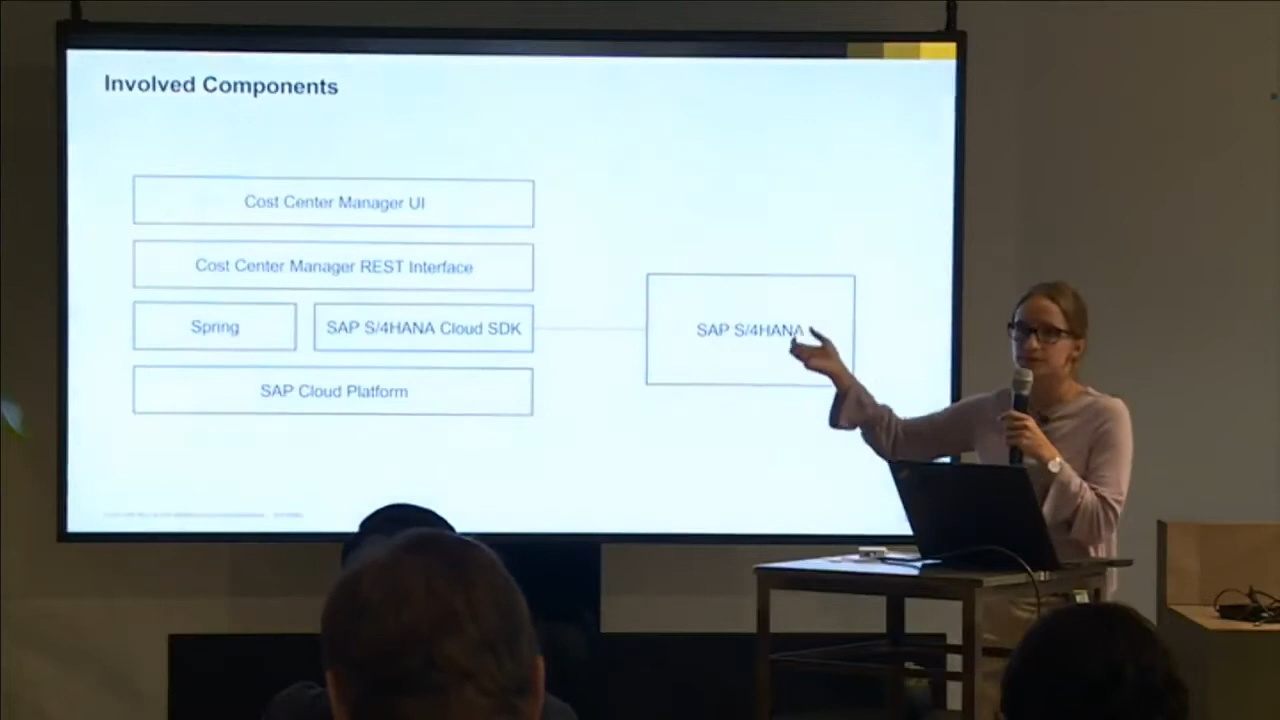 Involved Components
Cost Center Manager UI
Cost Center Manager REST Interface
Spring
SAP S/4HANA Cloud SDK
SAP S/4HANA
SAP Cloud Platform